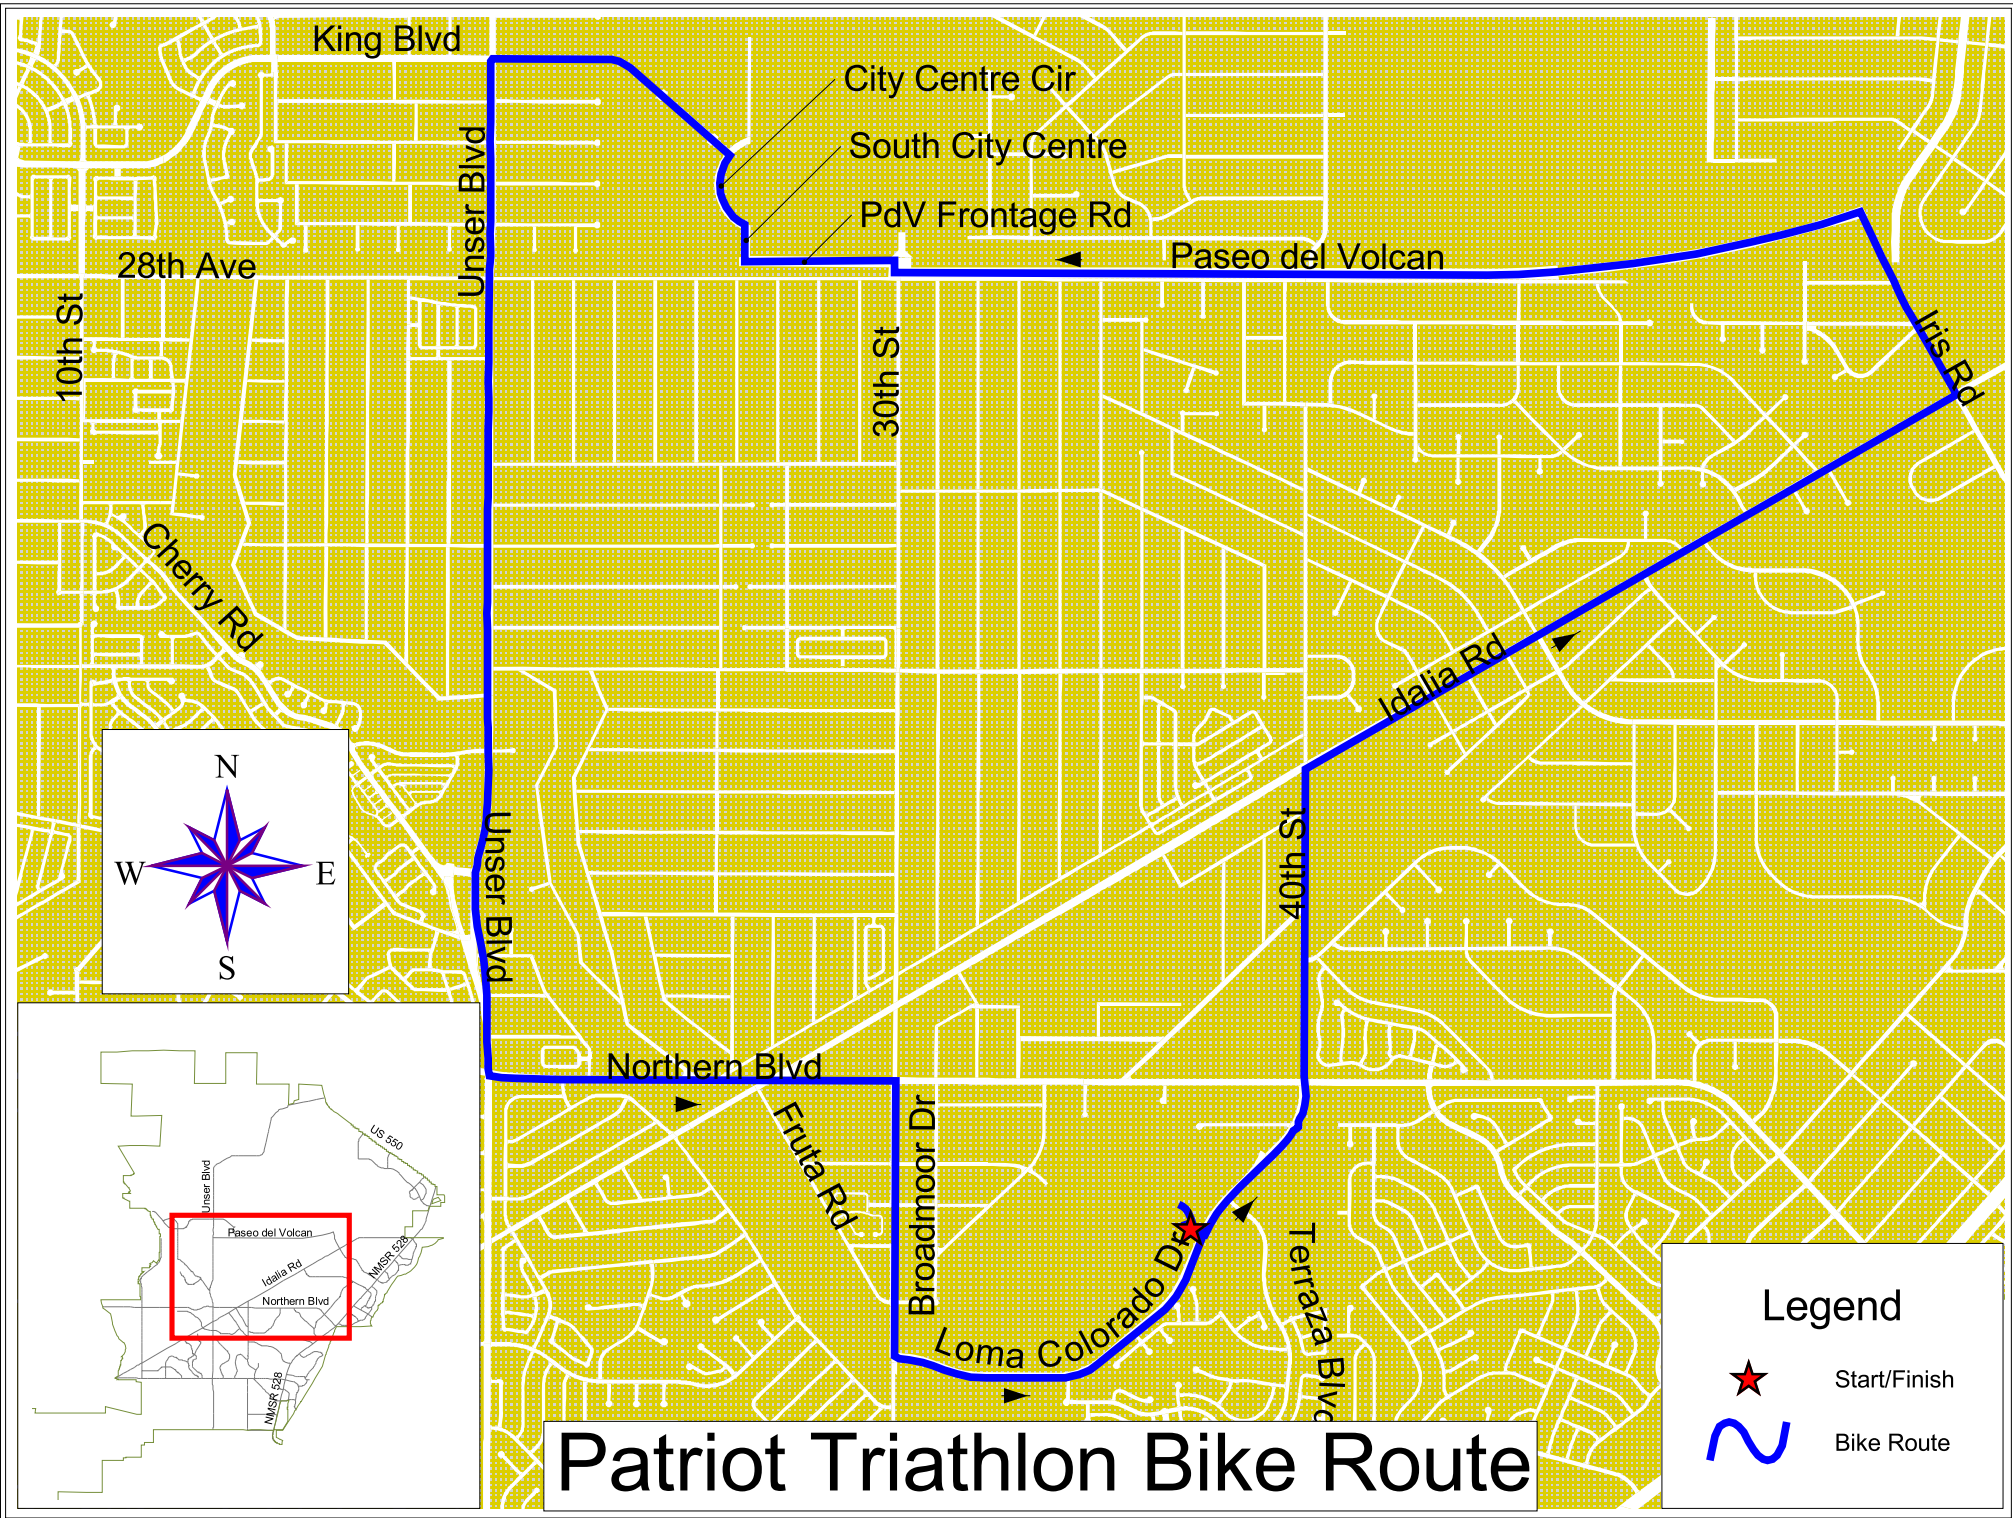 King Blvd
City Centre Cir
South City Centre
PdV Frontage Rd
Paseo del Volcan
Unser Blvd
28th Ave
10th St
30th St
Iris Rd
Cherry Rd
Idalia Rd
N
W
E
S
Unser Blvd
40th St
Northern Blvd
Fruta Rd
Broadmoor Dr
Loma Colorado Dr
Terraza Blvd
US 550
Unser Blvd
Paseo del Volcan
NMSR 528
Idalia Rd
Northern Blvd
NMSR 528
Legend
Start/Finish
Bike Route
Patriot Triathlon Bike Route